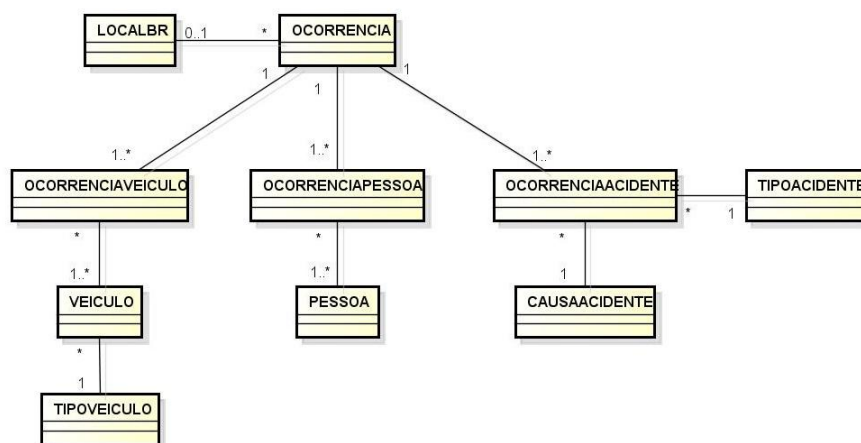 LOCALBR
0..1
*
OCORRENCIA
1
1
1
1..*
1..*
1..*
OCORRENCIAVEICULO
OCORRENCIAPESSOA
OCORRENCIAACIDENTE
TIPOACIDENTE
*
1
*
*
*
1..*
1..*
1
VEICULO
PESSOA
CAUSAACIDENTE
*
1
TIPOVEICULO